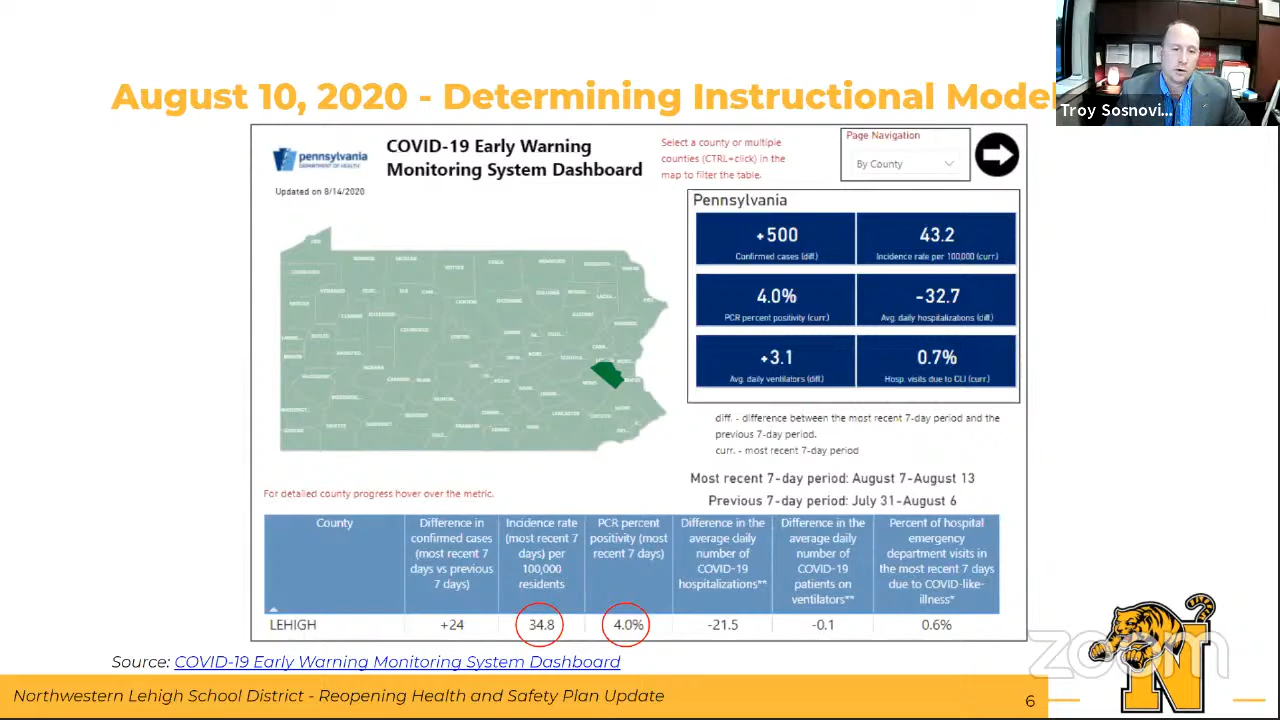 August 10, 2020 - Determining Instructional Model
Troy Sosnovi...
pennsylvania
DEPARTMENT OF HEALTH
Updated on 8/14/2020
COVID-19 Early Warning
Monitoring System Dashboard
Select a county or multiple
counties (CTRL+click) in the
map to filter the table.
Page Navigation
By County
Pennsylvania
+500
Confirmed cases (diff.)
43.2
Incidence rate per 100,000 (curr.)
4.0%
PCR percent positivity (curr.)
-32.7
Avg. daily hospitalizations (diff.)
+3.1
Avg. daily ventilators (diff.)
0.7%
Hosp. visits due to CLI (curr.)
diff. - difference between the most recent 7-day period and the
previous 7-day period.
curr. - most recent 7-day period
Most recent 7-day period: August 7-August 13
Previous 7-day period: July 31-August 6
For detailed county progress hover over the metric.
County
Difference in
confirmed cases
(most recent 7
days vs previous
7 days)
Incidence rate
(most recent 7
days) per
100,000
residents
PCR percent
positivity (most
recent 7 days)
Difference in the
average daily
number of
COVID-19
hospitalizations**
Difference in the
average daily
number of
COVID-19
patients on
ventilators**
Percent of hospital
emergency
department visits in
the most recent 7 days
due to COVID-like-
illness*
LEHIGH +24 34.8 4.0% -21.5 -0.1 0.6%
Source: COVID-19 Early Warning Monitoring System Dashboard
Northwestern Lehigh School District - Reopening Health and Safety Plan Update
6
N
zoom